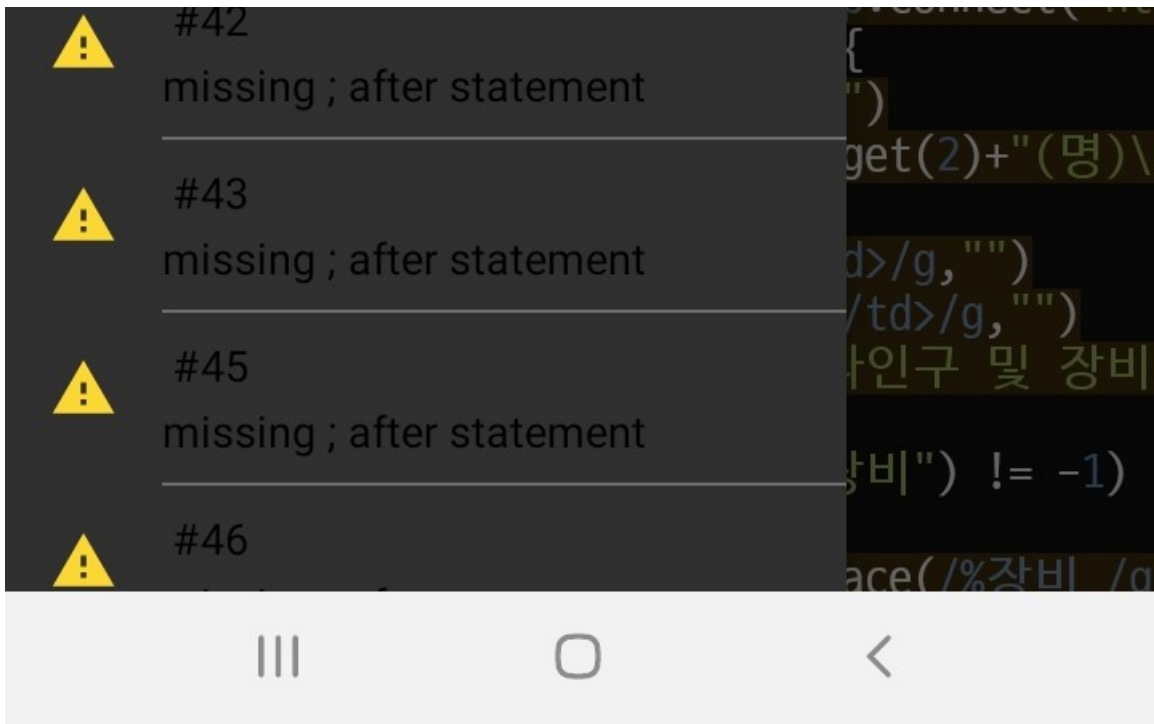 #42
missing ; after statement
#43
missing ; after statement
#45
missing ; after statement
#46
{
")
get(2)+"(명)\
d>/g,"")
/td>/g,"")
인구 및 장비
장비") != -1)
ace(/%장비 /g